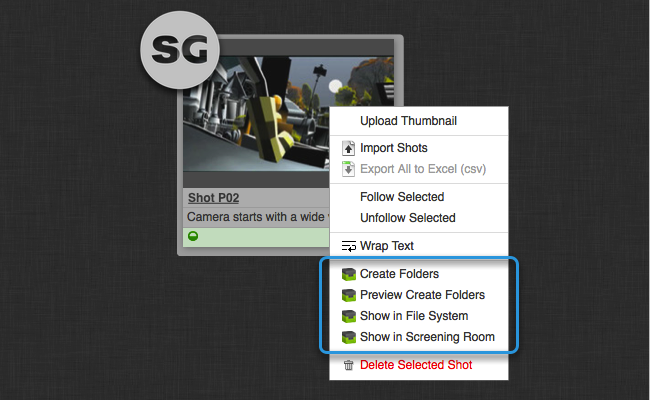 SG
Shot P02
Camera starts with a wide
Upload Thumbnail
Import Shots
Export All to Excel (csv)
Follow Selected
Unfollow Selected
Wrap Text
Create Folders
Preview Create Folders
Show in File System
Show in Screening Room
Delete Selected Shot